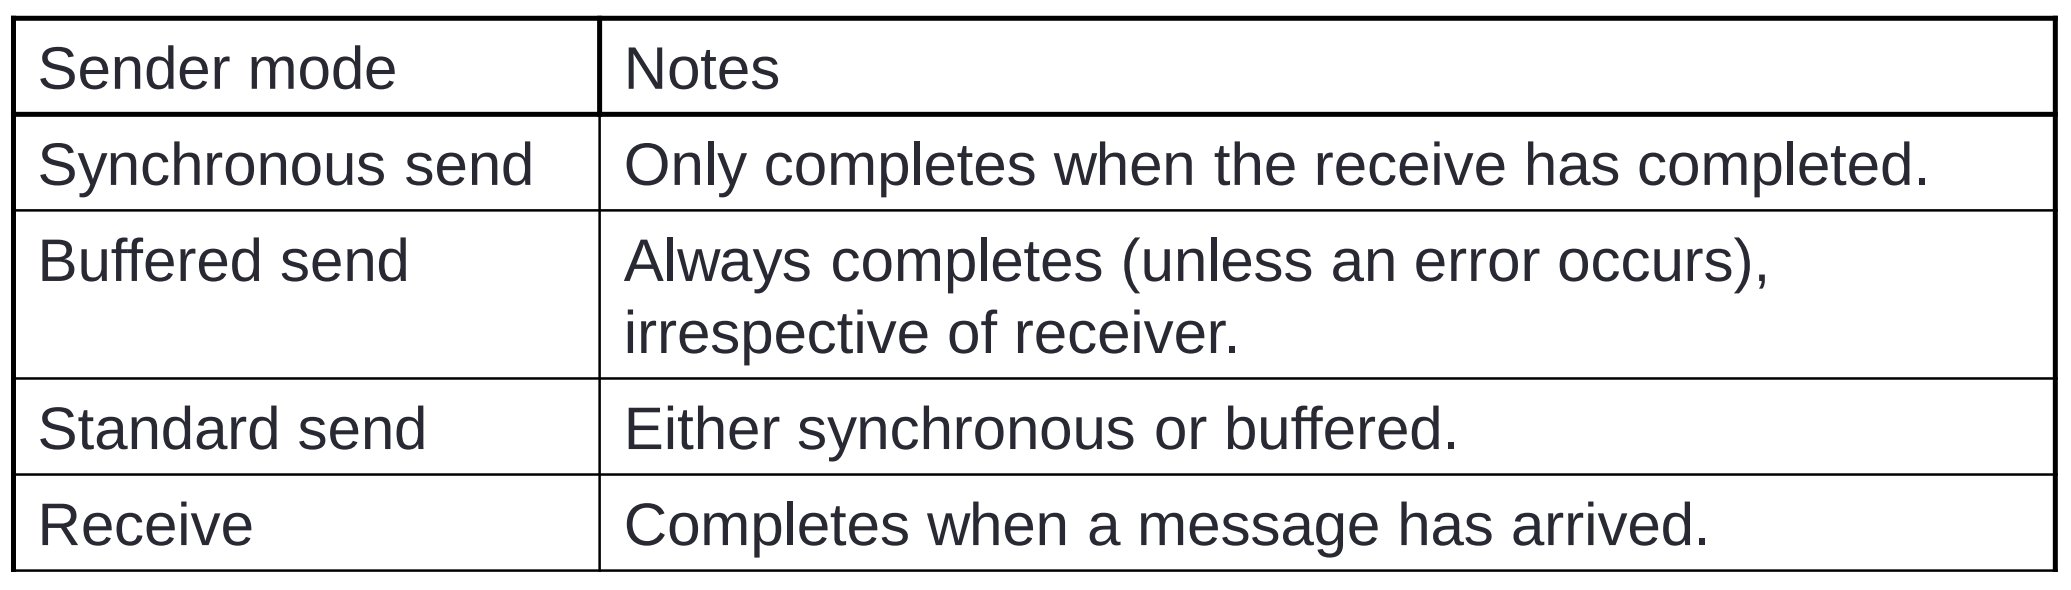 Sender mode Notes
Synchronous send Only completes when the receive has completed.
Buffered send Always completes (unless an error occurs),
irrespective of receiver.
Standard send Either synchronous or buffered.
Receive Completes when a message has arrived.